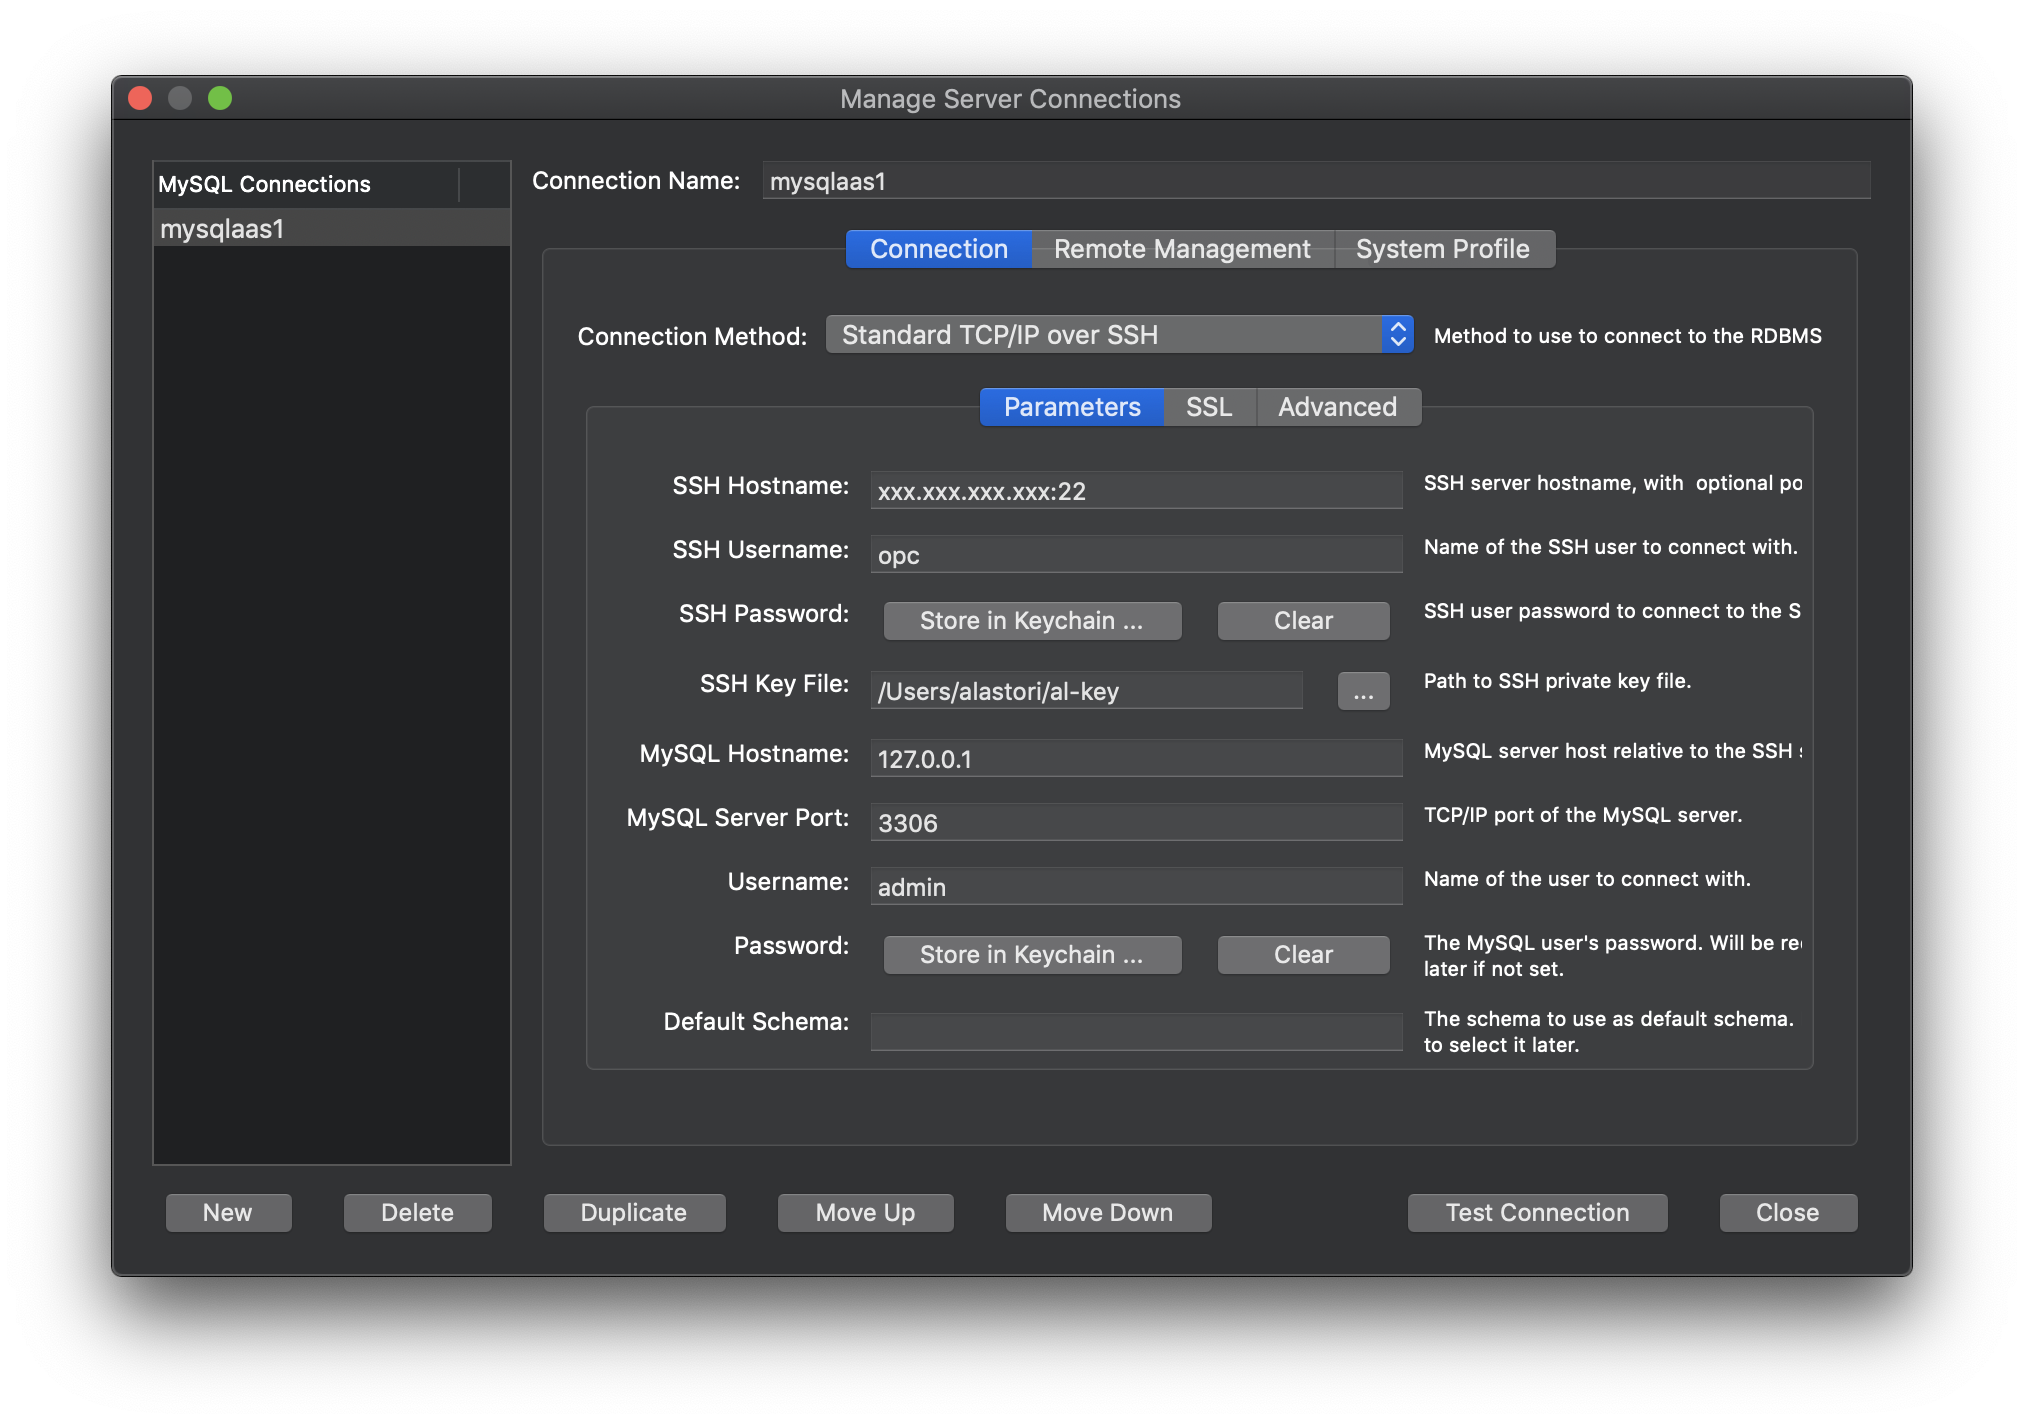 Manage Server Connections
MySQL Connections
mysqlaas1
Connection Name: mysqlaas1
Connection Remote Management System Profile
Connection Method: Standard TCP/IP over SSH Method to use to connect to the RDBMS
Parameters SSL Advanced
SSH Hostname: xxx.xxx.xxx.xxx:22 SSH server hostname, with optional po
SSH Username: opc Name of the SSH user to connect with.
SSH Password: Store in Keychain ... Clear SSH user password to connect to the S
SSH Key File: /Users/alastori/al-key ... Path to SSH private key file.
MySQL Hostname: 127.0.0.1 MySQL server host relative to the SSH
MySQL Server Port: 3306 TCP/IP port of the MySQL server.
Username: admin Name of the user to connect with.
Password: Store in Keychain ... Clear The MySQL user's password. Will be
later if not set.
Default Schema: The schema to use as default schema.
to select it later.
New Delete Duplicate Move Up Move Down Test Connection Close